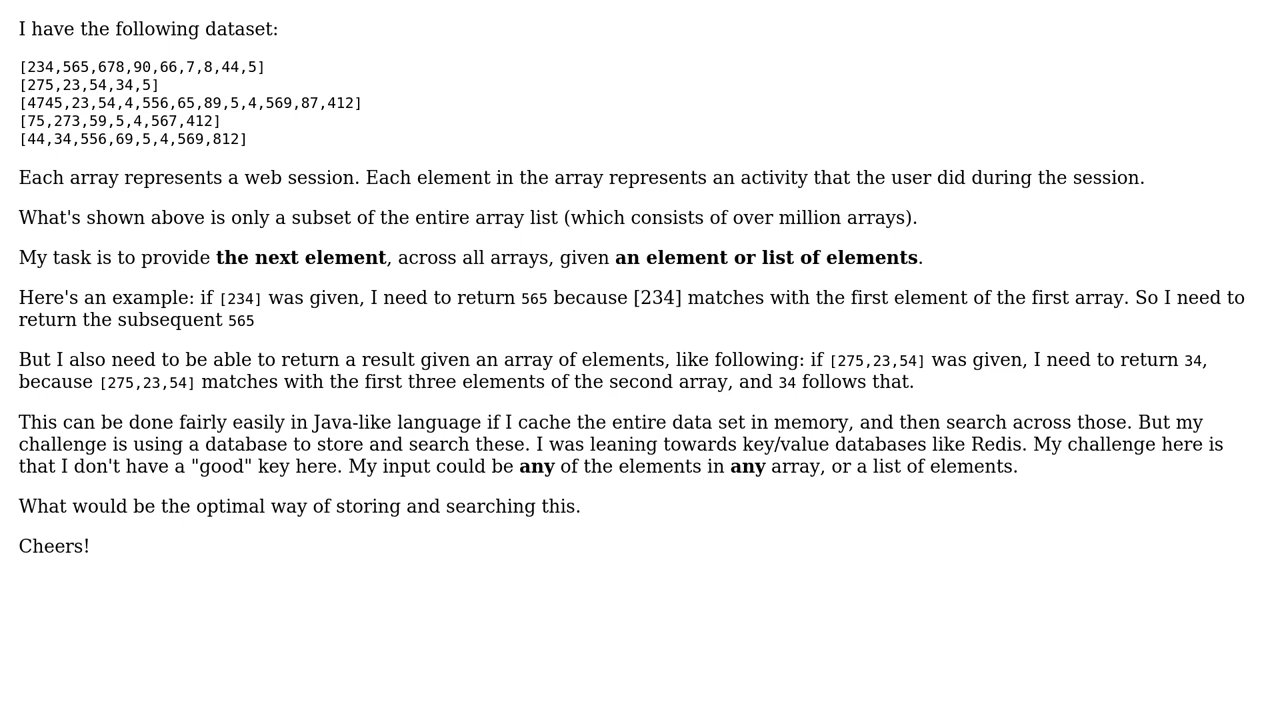 I have the following dataset:
[234,565,678,90,66,7,8,44,5]
[275,23,54,34,5]
[4745,23,54,4,556,65,89,5,4,569,87,412]
[75,273,59,5,4,567,412]
[44,34,556,69,5,4,569,812]
Each array represents a web session. Each element in the array represents an activity that the user did during the session.
What's shown above is only a subset of the entire array list (which consists of over million arrays).
My task is to provide the next element, across all arrays, given an element or list of elements.
Here's an example: if [234] was given, I need to return 565 because [234] matches with the first element of the first array. So I need to
return the subsequent 565
But I also need to be able to return a result given an array of elements, like following: if [275,23,54] was given, I need to return 34,
because [275,23,54] matches with the first three elements of the second array, and 34 follows that.
This can be done fairly easily in Java-like language if I cache the entire data set in memory, and then search across those. But my
challenge is using a database to store and search these. I was leaning towards key/value databases like Redis. My challenge here is
that I don't have a "good" key here. My input could be any of the elements in any array, or a list of elements.
What would be the optimal way of storing and searching this.
Cheers!